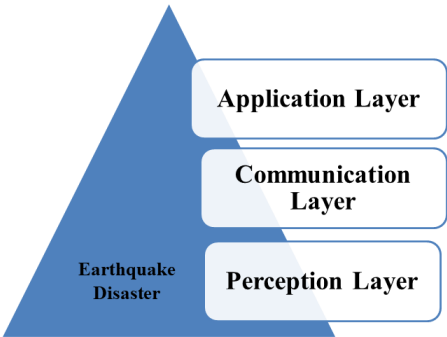 Application Layer
Communication
Layer
Earthquake
Disaster
Perception Layer